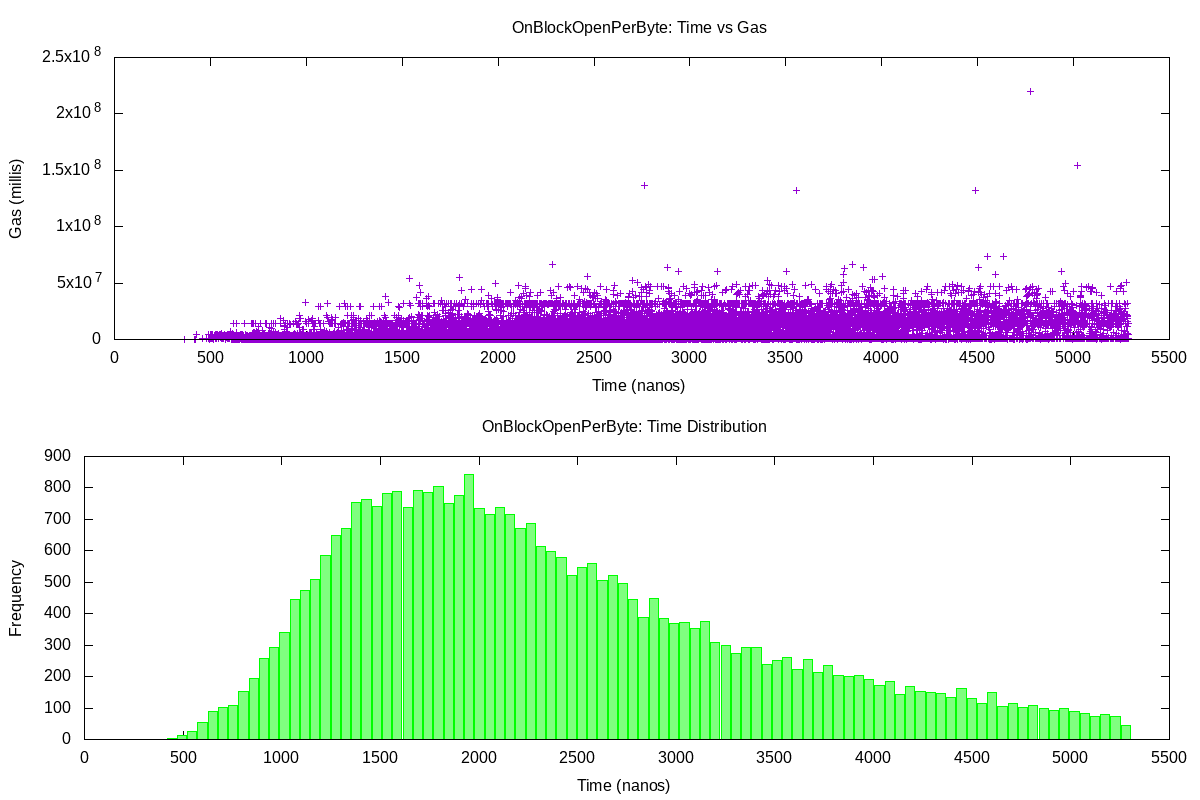 OnBlockOpenPerByte: Time vs Gas
2.5x10 8
2x10 8
1.5x10 8
1x10 8
5x10 7
0
Gas (millis)
0 500 1000 1500 2000 2500 3000 3500 4000 4500 5000 5500
Time (nanos)
OnBlockOpenPerByte: Time Distribution
900
800
700
600
500
400
300
200
100
0
Frequency
0 500 1000 1500 2000 2500 3000 3500 4000 4500 5000 5500
Time (nanos)